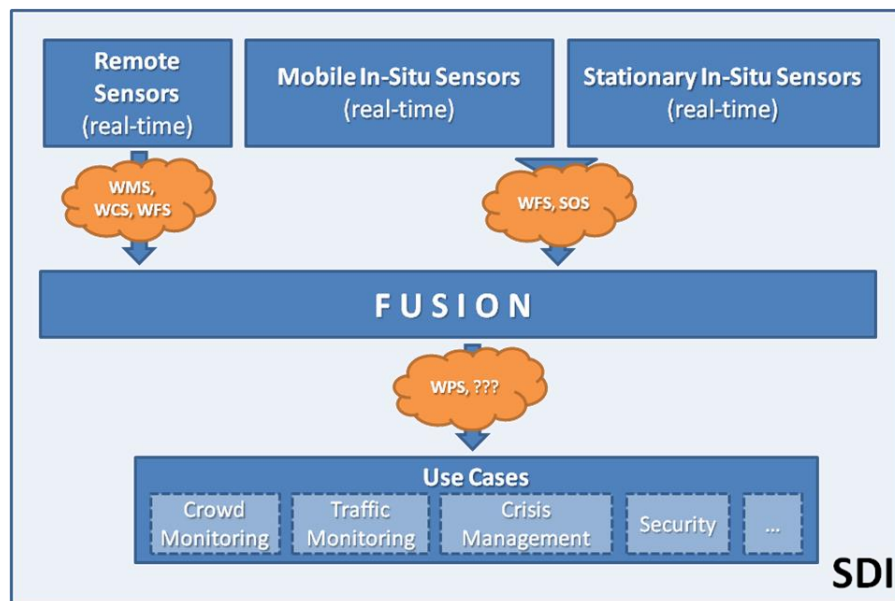 Remote
Sensors
(real-time)
Mobile In-Situ Sensors
(real-time)
Stationary In-Situ Sensors
(real-time)
WMS,
WCS, WFS
WFS, SOS
FUSION
WPS, ???
Use Cases
Crowd
Monitoring
Traffic
Monitoring
Crisis
Management
Security
...
SDI